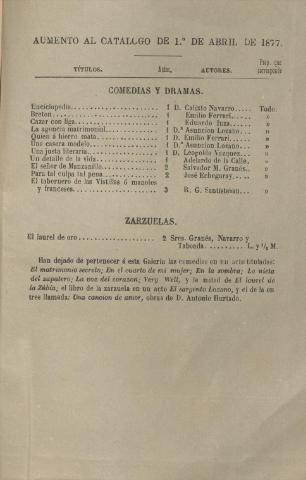 AUMENTO AL CATÁLOGO DE 1.º DE ABRIL DE 1877.
TÍTULOS. Actos. AUTORES. Prop. que corresponde
COMEDIAS Y DRAMAS.
Enciclopedia 1 D. Calixto Navarro Todo.
Breton 1 Emilio Ferrari »
Cazar con liga 1 Eduardo Inza »
La agencia matrimonial 1 D.ª Asuncion Lozano »
Quien á hierro mata 1 D. Emilio Ferrari »
Una casera modelo 1 D.ª Asuncion Lozano »
Una justa literaria 1 D. Leopoldo Vazquez »
Un detalle de la vida 1 Adelardo de la Calle »
El señor de Manzanillo 2 Salvador M. Granés »
Para tal culpa tal pena 2 José Echegaray »
El tabernero de las Vistillas ó manolos
y franceses 3 R. G. Santisteban »
ZARZUELAS.
El laurel de oro 2 Sres. Granés, Navarro y
Taboada L. y ½ M.
Han dejado de pertenecer á esta Galería las comedias en un acto tituladas:
El matrimonio secreto; En el cuarto de mi mujer; En la sombra; La nieta
del zapatero; La voz del corazon; Very Well, y la mitad de El laurel de
la Zubia; el libro de la zarzuela en un acto El sargento Lozano, y el de la en
tres llamada: Una cancion de amor, obras de D. Antonio Hurtado.